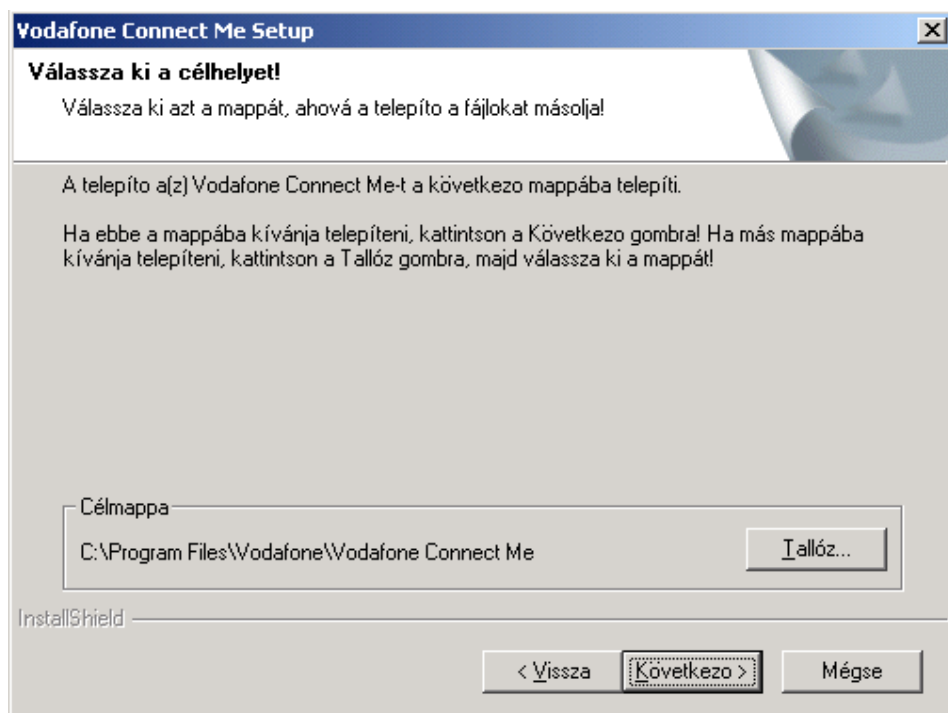 Vodafone Connect Me Setup
Válassza ki a célhelyet!
Válassza ki azt a mappát, ahová a telepíto a fájlokat másolja!
A telepíto a(z) Vodafone Connect Me-t a következo mappába telepíti.
Ha ebbe a mappába kívánja telepíteni, kattintson a Következo gombra! Ha más mappába
kívánja telepíteni, kattintson a Tallóz gombra, majd válassza ki a mappát!
Célmappa
C:\Program Files\Vodafone\Vodafone Connect Me
Tallóz...
InstallShield
< Vissza
Következo >
Mégse